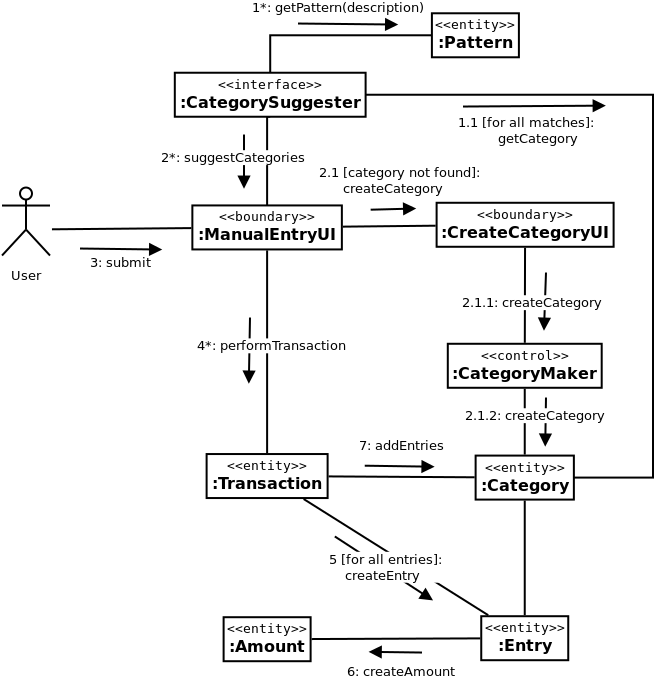 1*: getPattern(description)
<<entity>>
:Pattern
<<interface>>
:CategorySuggester
1.1 [for all matches]:
getCategory
2*: suggestCategories
2.1 [category not found]:
createCategory
<<boundary>>
:ManualEntryUI
<<boundary>>
:CreateCategoryUI
3: submit
User
2.1.1: createCategory
4*: performTransaction
<<control>>
:CategoryMaker
2.1.2: createCategory
7: addEntries
<<entity>>
:Transaction
<<entity>>
:Category
5 [for all entries]:
createEntry
<<entity>>
:Amount
<<entity>>
:Entry
6: createAmount